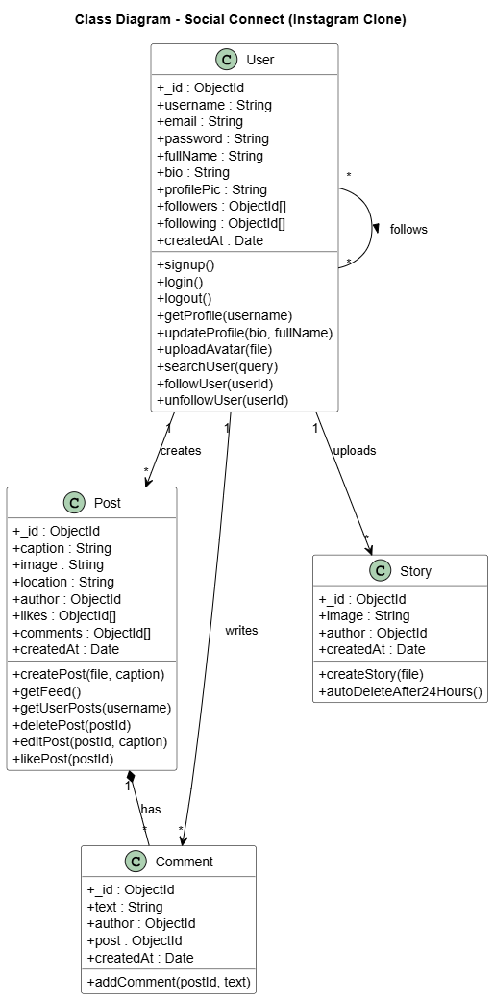 Class Diagram - Social Connect (Instagram Clone)
C User
+_id : ObjectId
+username : String
+email : String
+password : String
+fullName : String
+bio : String
+profilePic : String
+followers : ObjectId[]
+following : ObjectId[]
+createdAt : Date
+signup()
+login()
+logout()
+getProfile(username)
+updateProfile(bio, fullName)
+uploadAvatar(file)
+searchUser(query)
+followUser(userId)
+unfollowUser(userId)
*
follows
*
1
creates
*
1
writes
*
1
uploads
*
C Post
+_id : ObjectId
+caption : String
+image : String
+location : String
+author : ObjectId
+likes : ObjectId[]
+comments : ObjectId[]
+createdAt : Date
+createPost(file, caption)
+getFeed()
+getUserPosts(username)
+deletePost(postId)
+editPost(postId, caption)
+likePost(postId)
C Story
+_id : ObjectId
+image : String
+author : ObjectId
+createdAt : Date
+createStory(file)
+autoDeleteAfter24Hours()
1
has
*
C Comment
+_id : ObjectId
+text : String
+author : ObjectId
+post : ObjectId
+createdAt : Date
+addComment(postId, text)